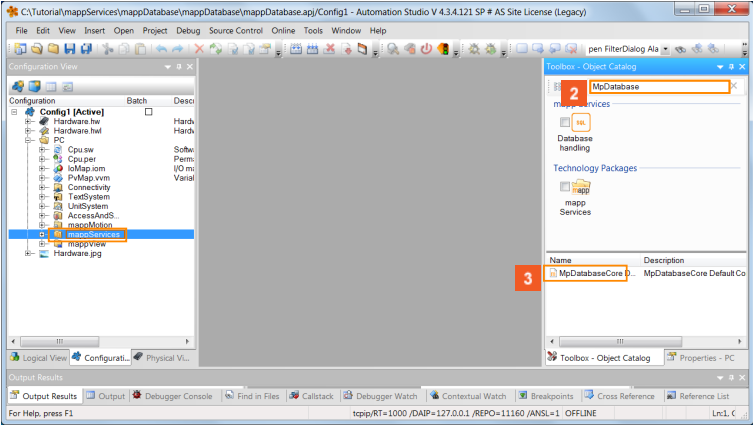 C:\Tutorial\mappServices\mappDatabase\mappDatabase\mappDatabase.apj/Config1 - Automation Studio V 4.3.4.121 SP # AS Site License (Legacy)
File Edit View Insert Open Project Debug Source Control Online Tools Window Help
pen FilterDialog Ala
Configuration View
Toolbox - Object Catalog
2
MpDatabase
Configuration Batch Descr
Config1 [Active]
Hardware.hw Hardw
Hardware.hwl Hardw
PC
Cpu.sw Softwa
Cpu.per Perma
IoMap.iom I/O ma
PvMap.vvm Variab
Connectivity
TextSystem
UnitSystem
AccessAndS...
mappMotion
mappServices
mappView
Hardware.jpg
mapp Services
SQL
Database
handling
Technology Packages
mapp
mapp
Services
Name Description
3
MpDatabaseCore D... MpDatabaseCore Default Co
Logical View Configurati... Physical Vi...
Toolbox - Object Catalog Properties - PC
Output Results
Output Results Output Debugger Console Find in Files Callstack Debugger Watch Contextual Watch Breakpoints Cross Reference Reference List
For Help, press F1 tcpip/RT=1000 /DAIP=127.0.0.1 /REPO=11160 /ANSL=1 OFFLINE Ln:1, C